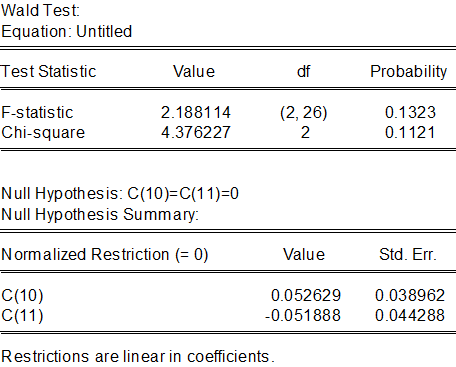 Wald Test:
Equation: Untitled
Test Statistic Value df Probability
F-statistic 2.188114 (2, 26) 0.1323
Chi-square 4.376227 2 0.1121
Null Hypothesis: C(10)=C(11)=0
Null Hypothesis Summary:
Normalized Restriction (= 0) Value Std. Err.
C(10) 0.052629 0.038962
C(11) -0.051888 0.044288
Restrictions are linear in coefficients.